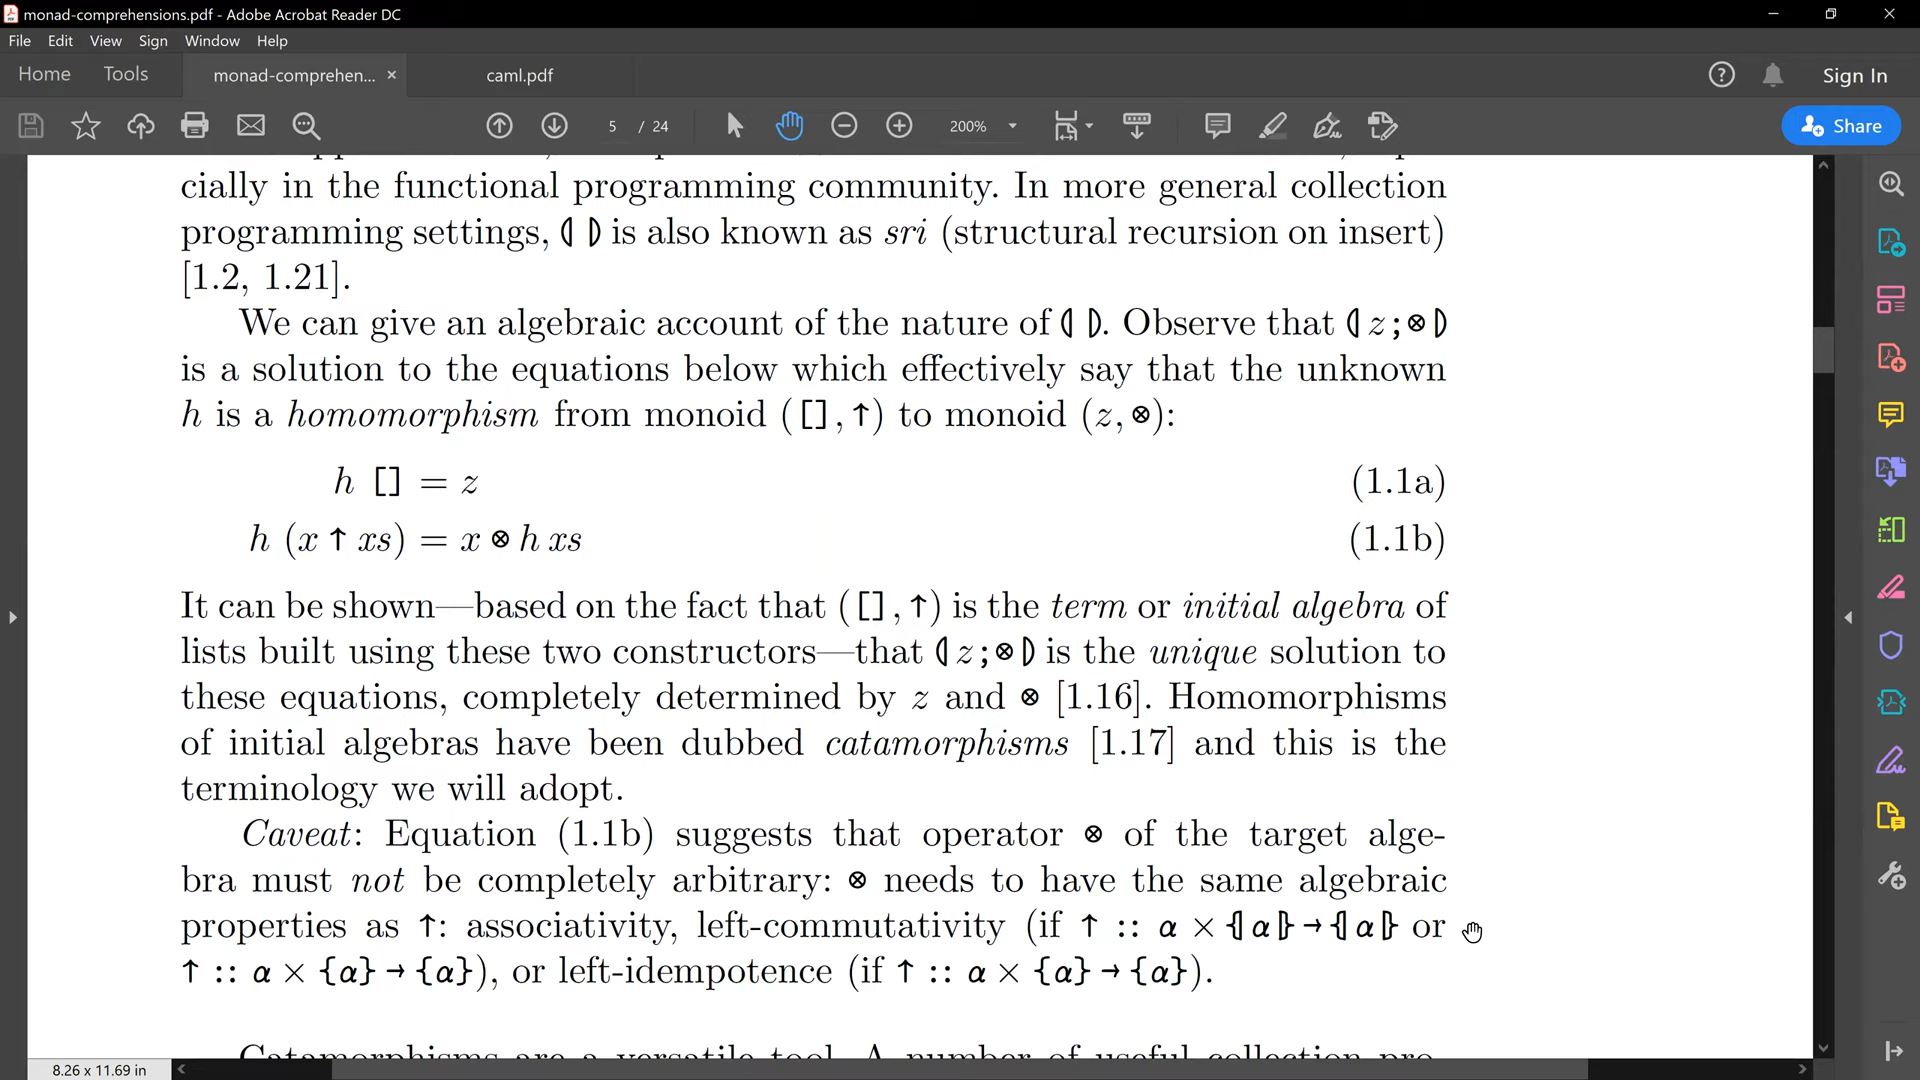 monad-comprehensions.pdf - Adobe Acrobat Reader DC
File Edit View Sign Window Help
Home Tools monad-comprehen... × caml.pdf Sign In
5 / 24 200% Share
cially in the functional programming community. In more general collection
programming settings, ⦇ ⦈ is also known as sri (structural recursion on insert)
[1.2, 1.21].
We can give an algebraic account of the nature of ⦇ ⦈. Observe that ⦇ z ; ⊗ ⦈
is a solution to the equations below which effectively say that the unknown
h is a homomorphism from monoid ([], ↑) to monoid (z, ⊗):
h [] = z (1.1a)
h (x ↑ xs) = x ⊗ h xs (1.1b)
It can be shown—based on the fact that ([], ↑) is the term or initial algebra of
lists built using these two constructors—that ⦇ z ; ⊗ ⦈ is the unique solution to
these equations, completely determined by z and ⊗ [1.16]. Homomorphisms
of initial algebras have been dubbed catamorphisms [1.17] and this is the
terminology we will adopt.
Caveat: Equation (1.1b) suggests that operator ⊗ of the target alge-
bra must not be completely arbitrary: ⊗ needs to have the same algebraic
properties as ↑: associativity, left-commutativity (if ↑ :: α × ⦃α⦄ → ⦃α⦄ or
↑ :: α × {α} → {α}), or left-idempotence (if ↑ :: α × {α} → {α}).
Catamorphisms are a versatile tool. A number of useful collection pro-
8.26 x 11.69 in